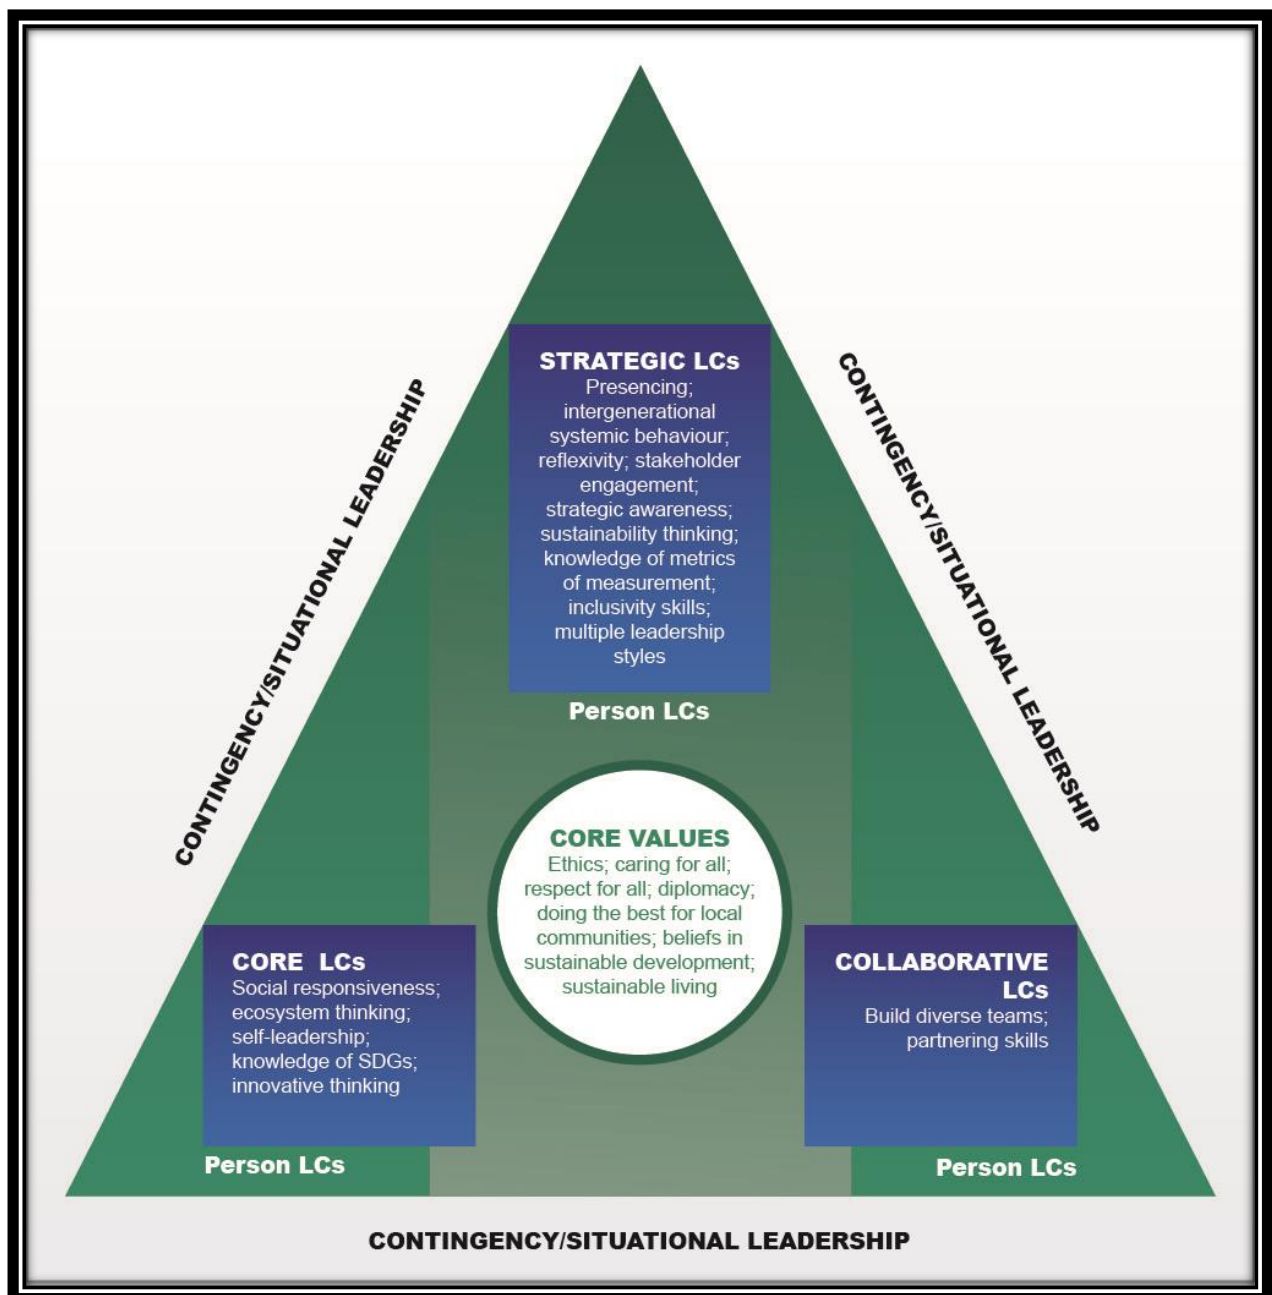 CONTINGENCY/SITUATIONAL LEADERSHIP
CONTINGENCY/SITUATIONAL LEADERSHIP
STRATEGIC LCs
Presencing;
intergenerational
systemic behaviour;
reflexivity; stakeholder
engagement;
strategic awareness;
sustainability thinking;
knowledge of metrics
of measurement;
inclusivity skills;
multiple leadership
styles
Person LCs
CORE VALUES
Ethics; caring for all;
respect for all; diplomacy;
doing the best for local
communities; beliefs in
sustainable development;
sustainable living
CORE LCs
Social responsiveness;
ecosystem thinking;
self-leadership;
knowledge of SDGs;
innovative thinking
Person LCs
COLLABORATIVE
LCs
Build diverse teams;
partnering skills
Person LCs
CONTINGENCY/SITUATIONAL LEADERSHIP